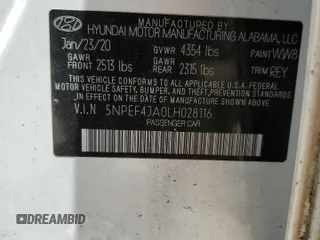 MANUFACTURED BY
HYUNDAI MOTOR MANUFACTURING ALABAMA, LLC
Jan/23/20 GVWR 4354 lbs PAINT WW8
GAWR FRONT 2513 lbs GAWR REAR 2315 lbs TRIM REY
THIS VEHICLE CONFORMS TO ALL APPLICABLE FEDERAL
MOTOR VEHICLE SAFETY, BUMPER, AND THEFT PREVENTION
STANDARDS IN EFFECT ON THE DATE OF MANUFACTURE SHOWN ABOVE.
V.I.N 5NPEF4JA0LH028116
PASSENGER CAR
RAPIDBID